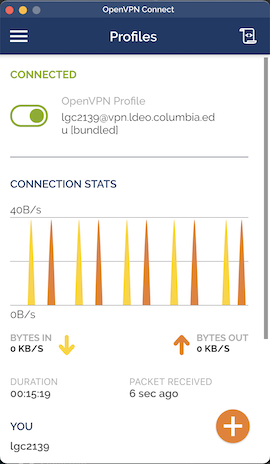 OpenVPN Connect
Profiles
CONNECTED
OpenVPN Profile
lgc2139@vpn.ldeo.columbia.ed
u [bundled]
CONNECTION STATS
40B/s
0B/s
BYTES IN
0 KB/S
BYTES OUT
0 KB/S
DURATION
00:15:19
PACKET RECEIVED
6 sec ago
YOU
lgc2139